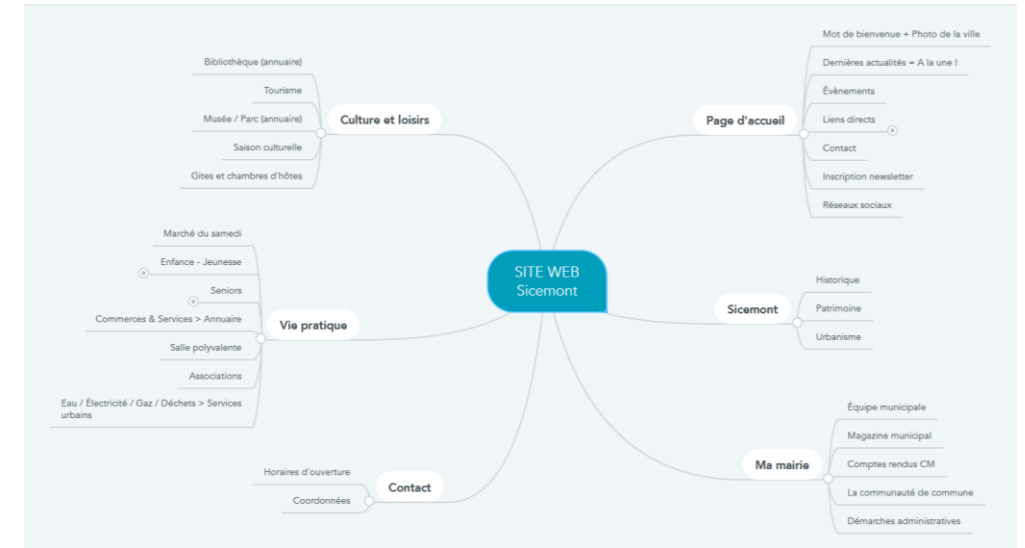 SITE WEB
Sicemont
Page d'accueil
Mot de bienvenue + Photo de la ville
Dernières actualités = A la une !
Évènements
Liens directs
Contact
Inscription newsletter
Réseaux sociaux
Sicemont
Historique
Patrimoine
Urbanisme
Ma mairie
Équipe municipale
Magazine municipal
Comptes rendus CM
La communauté de commune
Démarches administratives
Culture et loisirs
Bibliothèque (annuaire)
Tourisme
Musée / Parc (annuaire)
Saison culturelle
Gites et chambres d'hôtes
Vie pratique
Marché du samedi
Enfance - Jeunesse
Seniors
Commerces & Services > Annuaire
Salle polyvalente
Associations
Eau / Électricité / Gaz / Déchets > Services
urbains
Contact
Horaires d'ouverture
Coordonnées